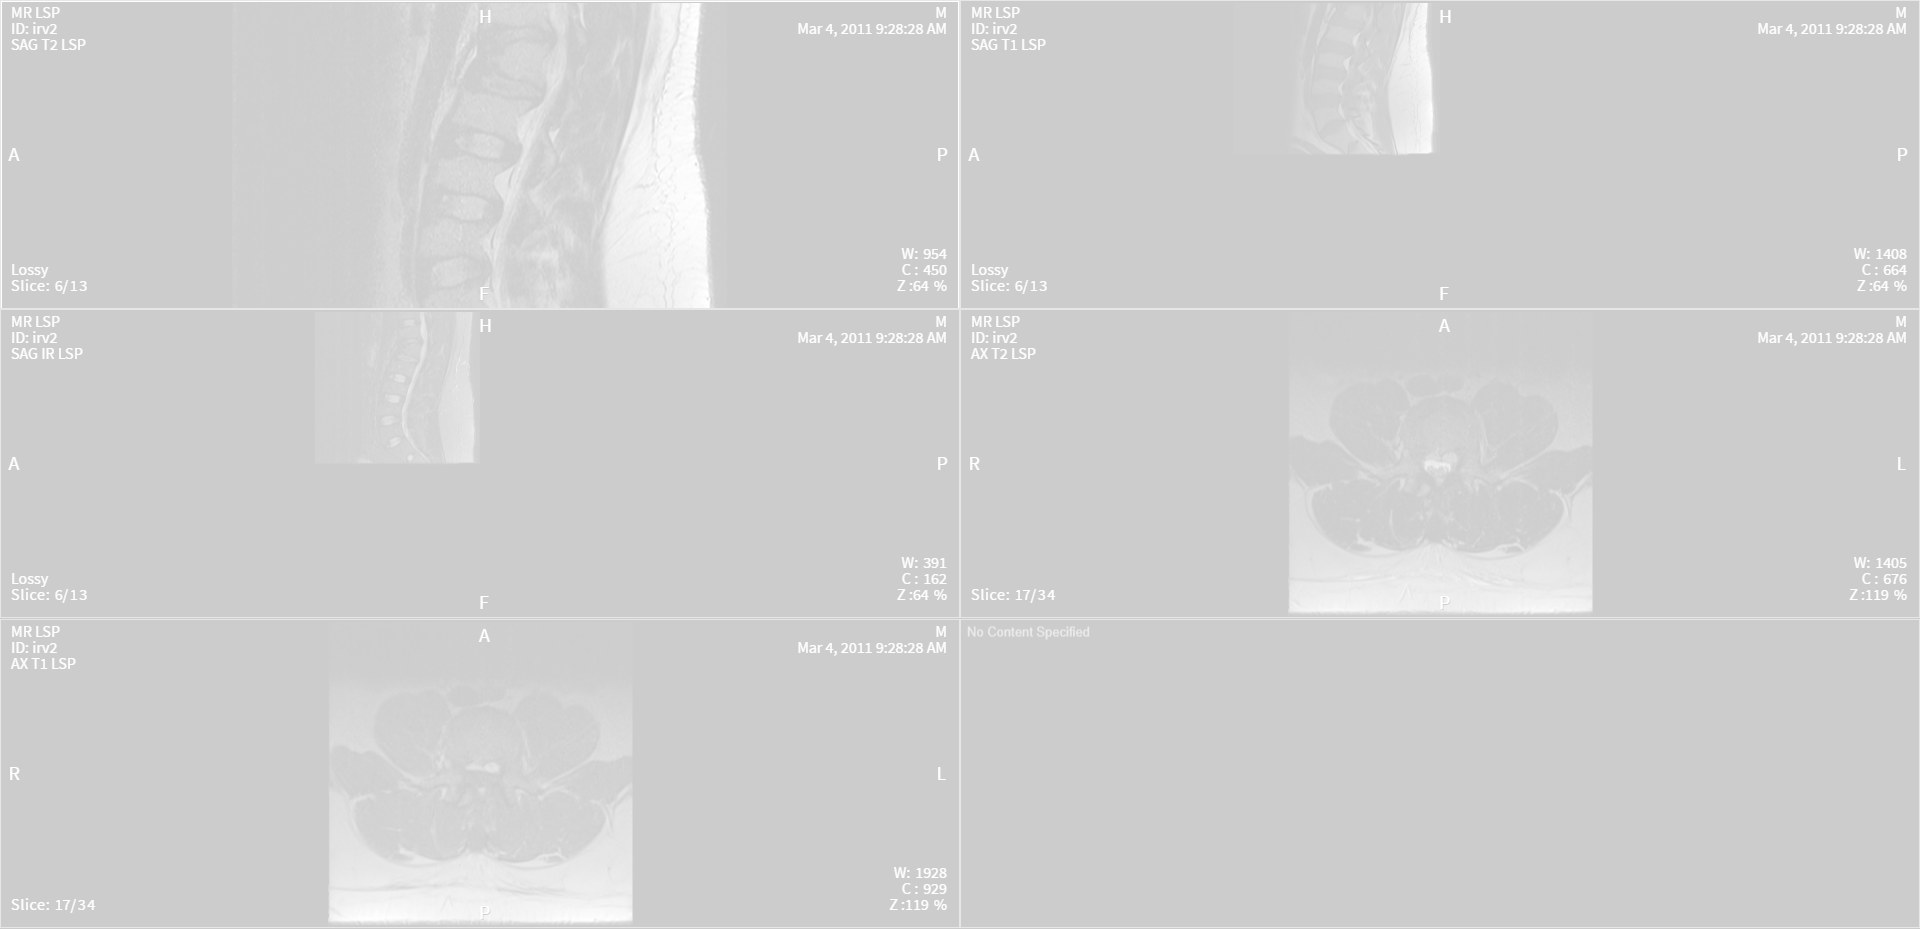 MR LSP
ID: irv2
SAG T2 LSP
H
M
Mar 4, 2011 9:28:28 AM
A
P
Lossy
Slice: 6/13
F
W: 954
C : 450
Z :64 %
MR LSP
ID: irv2
SAG T1 LSP
H
M
Mar 4, 2011 9:28:28 AM
A
P
Lossy
Slice: 6/13
F
W: 1408
C : 664
Z :64 %
MR LSP
ID: irv2
SAG IR LSP
H
M
Mar 4, 2011 9:28:28 AM
A
P
Lossy
Slice: 6/13
F
W: 391
C : 162
Z :64 %
MR LSP
ID: irv2
AX T2 LSP
A
M
Mar 4, 2011 9:28:28 AM
R
L
Slice: 17/34
P
W: 1405
C : 676
Z :119 %
MR LSP
ID: irv2
AX T1 LSP
A
M
Mar 4, 2011 9:28:28 AM
R
L
Slice: 17/34
P
W: 1928
C : 929
Z :119 %
No Content Specified